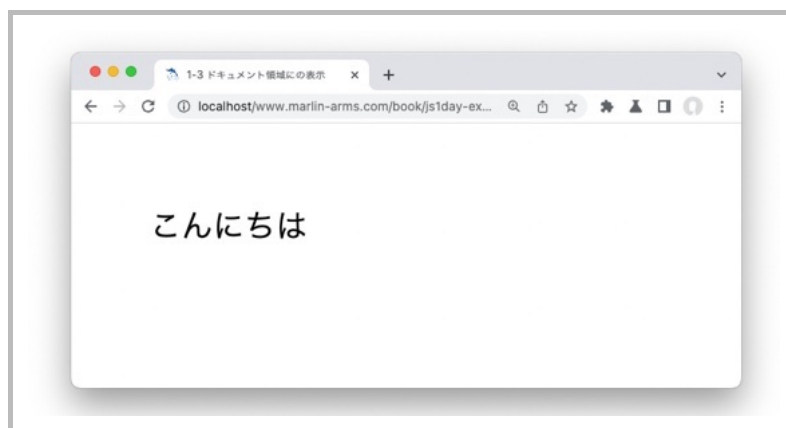 1-3 ドキュメント領域にの表示
localhost/www.marlin-arms.com/book/js1day-ex...
こんにちは